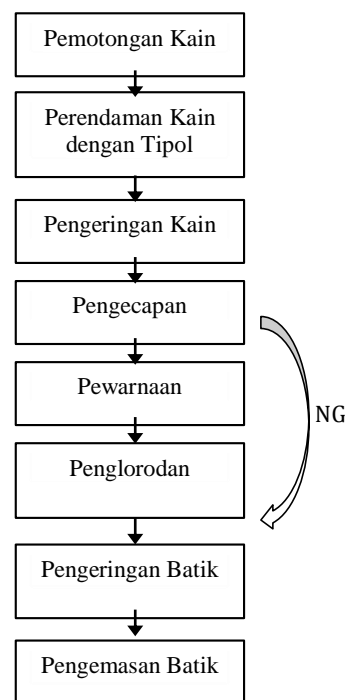 Pemotongan Kain
Perendaman Kain
dengan Tipol
Pengeringan Kain
Pengecapan
Pewarnaan
NG
Penglorodan
Pengeringan Batik
Pengemasan Batik